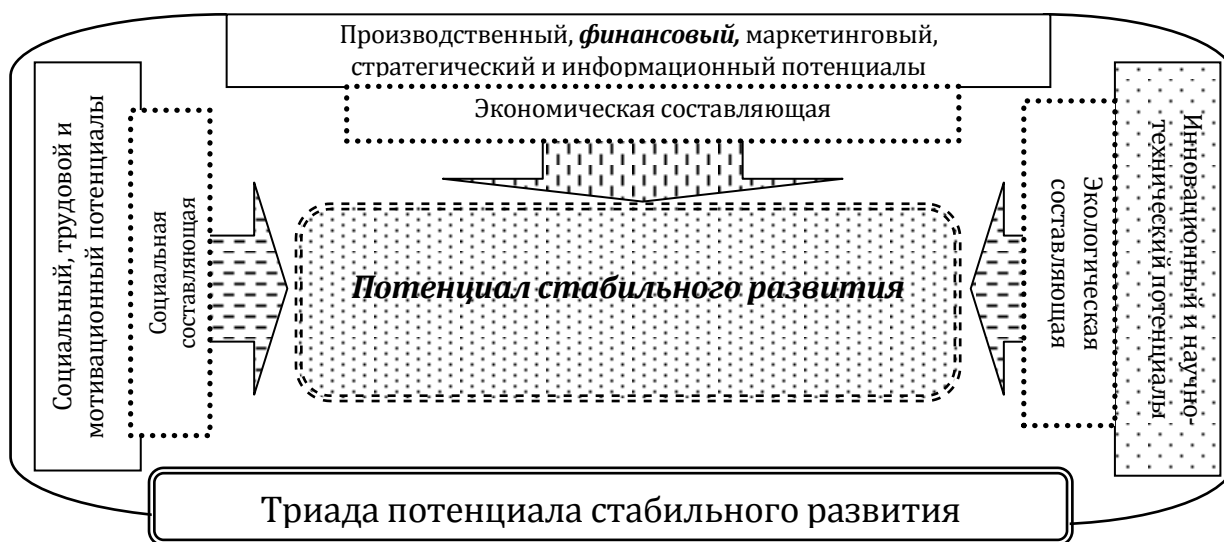 Производственный, финансовый, маркетинговый,
стратегический и информационный потенциалы
Экономическая составляющая
Социальный, трудовой и
мотивационный потенциалы
Социальная
составляющая
Потенциал стабильного развития
Экологическая
составляющая
Инновационный и научно-
технический потенциалы
Триада потенциала стабильного развития